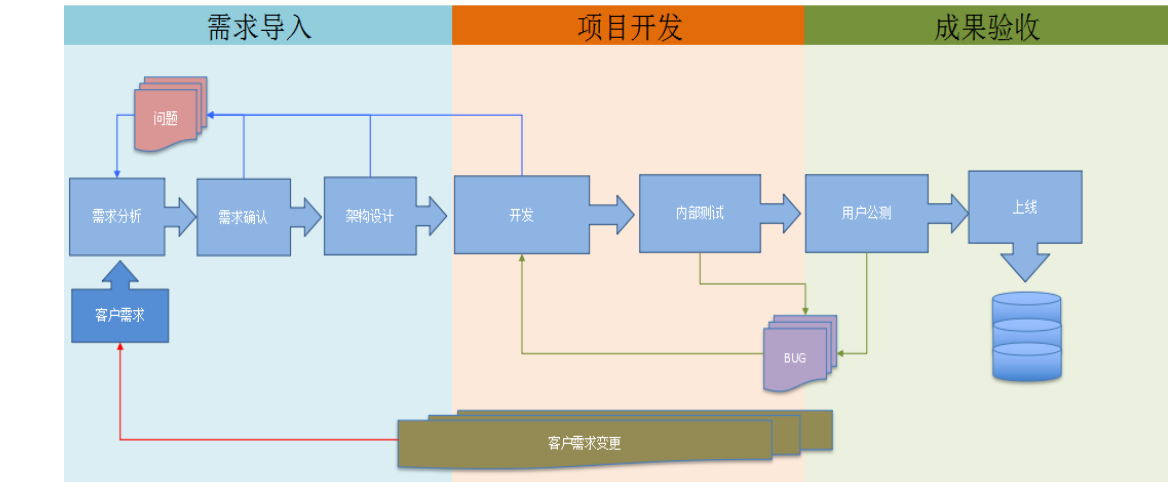 需求导入
项目开发
成果验收
问题
需求分析
需求确认
架构设计
开发
内部测试
用户公测
上线
客户需求
BUG
客户需求变更